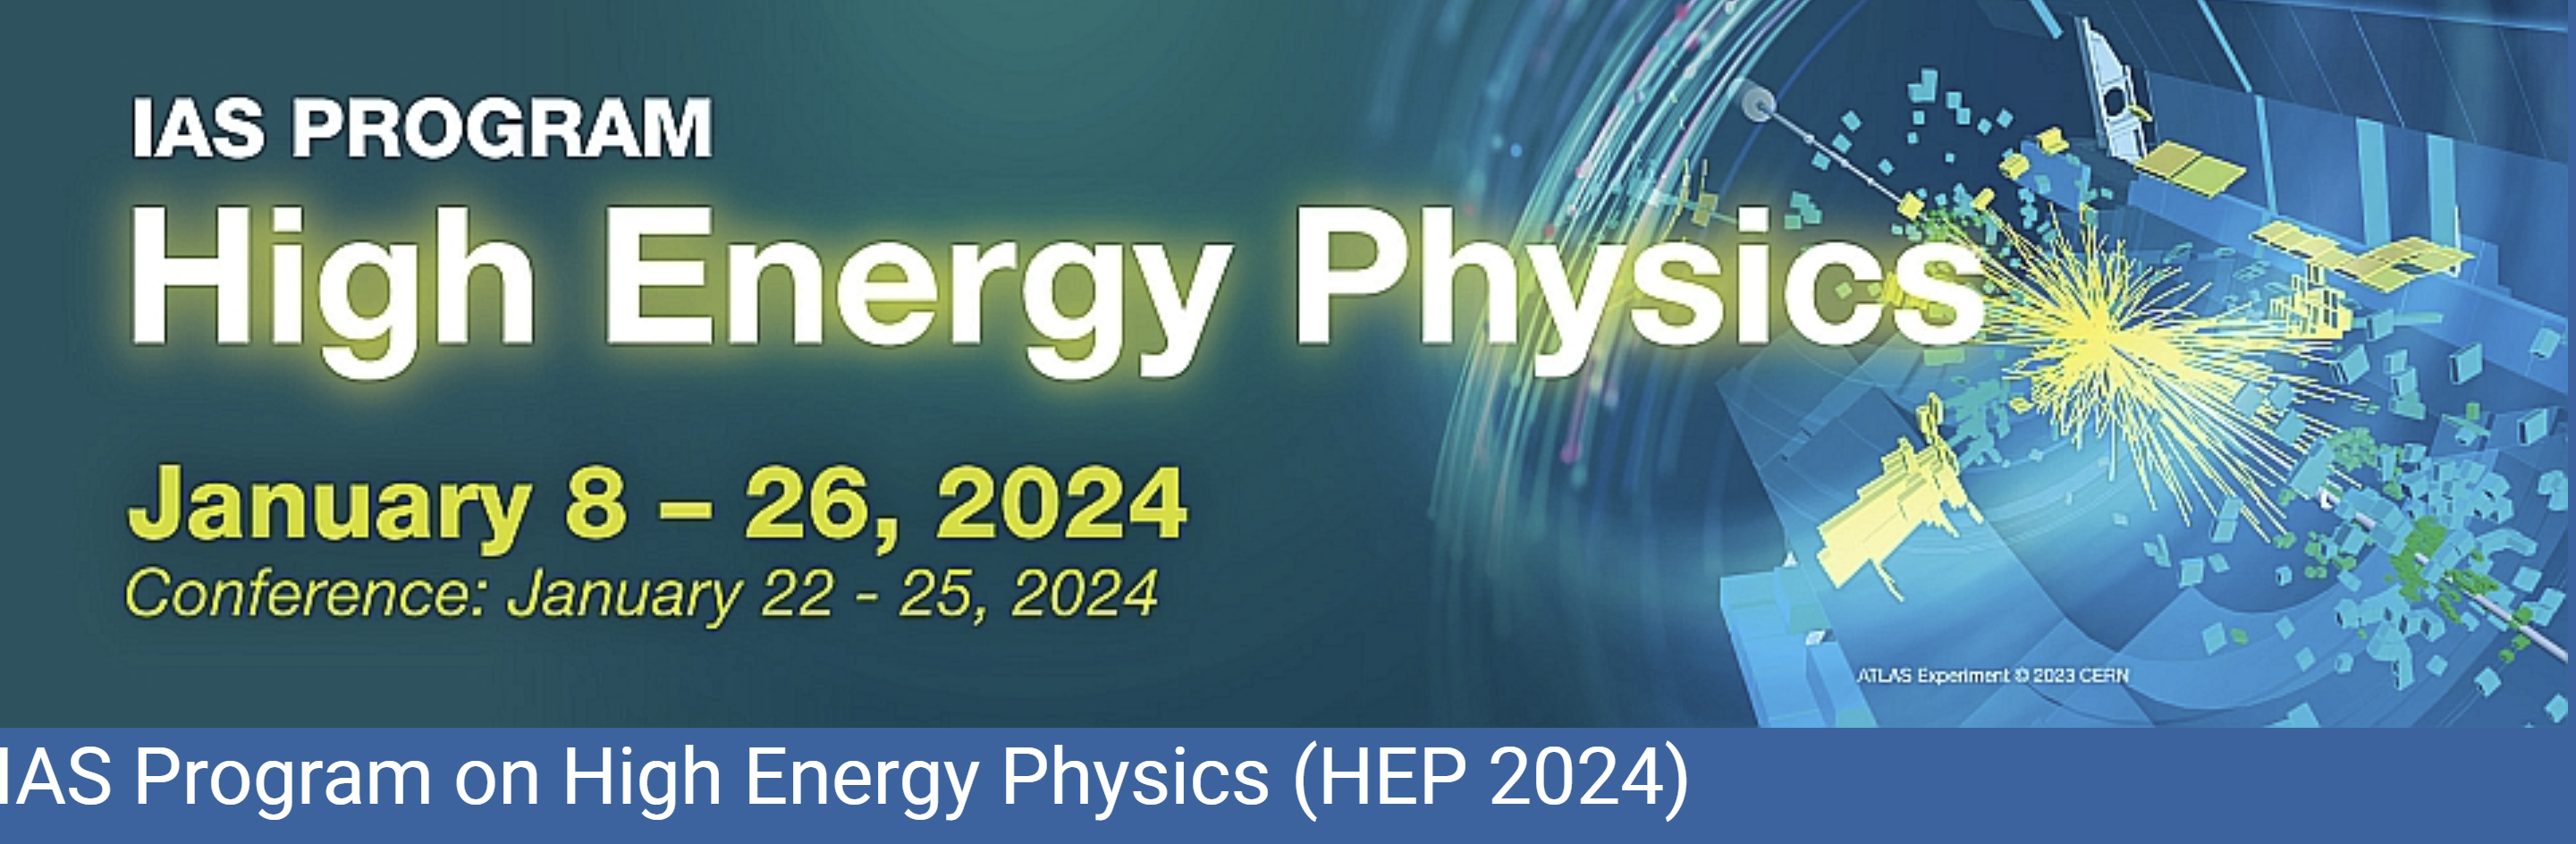 IAS PROGRAM
High Energy Physics
January 8 – 26, 2024
Conference: January 22 - 25, 2024
ATLAS Experiment © 2023 CERN
IAS Program on High Energy Physics (HEP 2024)